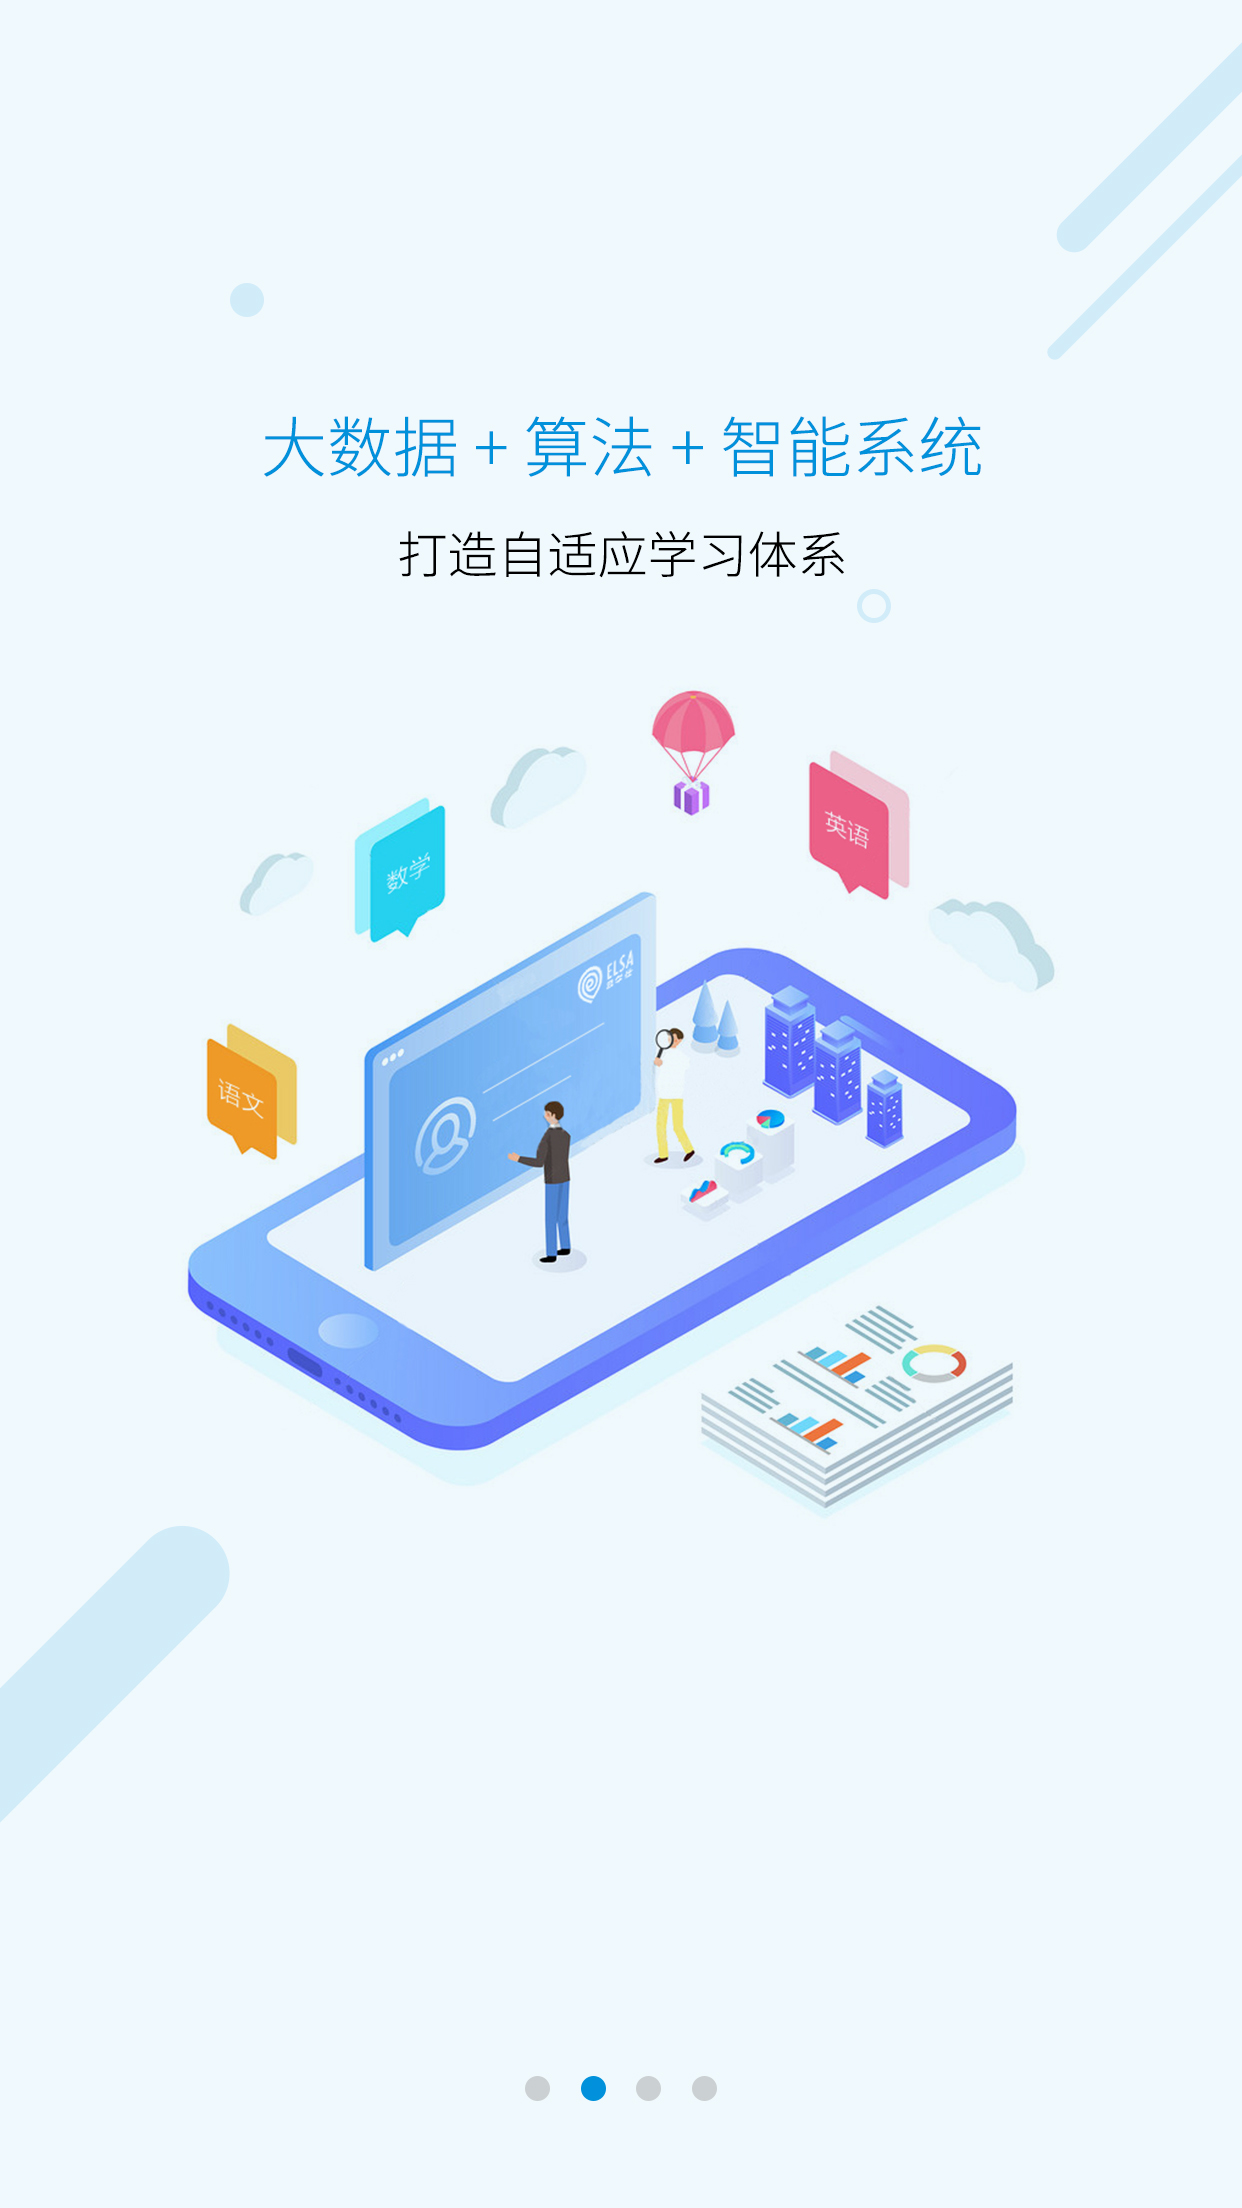 大数据 + 算法 + 智能系统
打造自适应学习体系
英语
数学
ELSA
语文